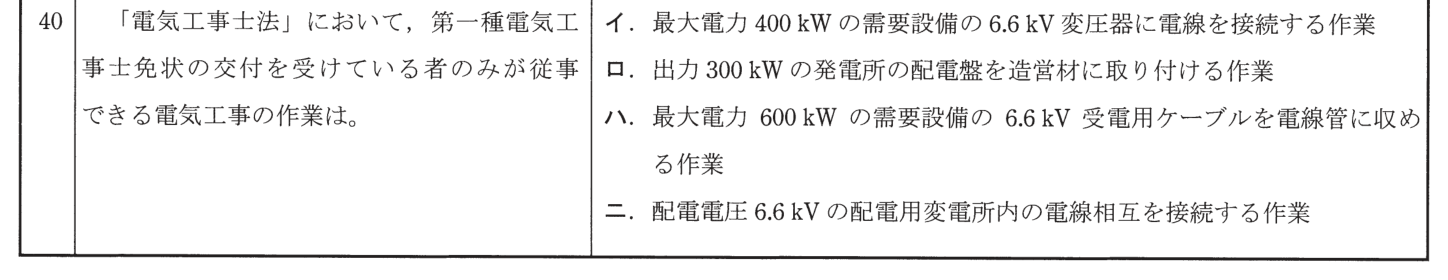 40
「電気工事士法」において，第一種電気工
事士免状の交付を受けている者のみが従事
できる電気工事の作業は。
イ．最大電力 400 kW の需要設備の 6.6 kV 変圧器に電線を接続する作業
ロ．出力 300 kW の発電所の配電盤を造営材に取り付ける作業
ハ．最大電力 600 kW の需要設備の 6.6 kV 受電用ケーブルを電線管に収め
る作業
ニ．配電電圧 6.6 kV の配電用変電所内の電線相互を接続する作業